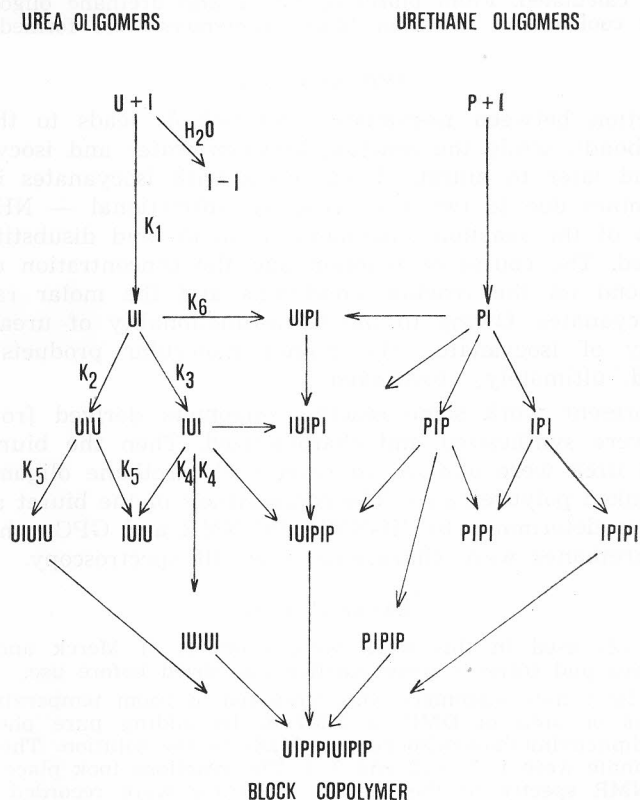 UREA OLIGOMERS URETHANE OLIGOMERS
U + I P + I
H2O
I - I
K1
UI K6 UIPI PI
K2 K3
UIU IUI IUIPI PIP IPI
K5 K5 K4 K4
UIUIU IUIU IUIPIP PIPI IPIPI
IUIUI PIPIP
UIPIPIUIPIP
BLOCK COPOLYMER